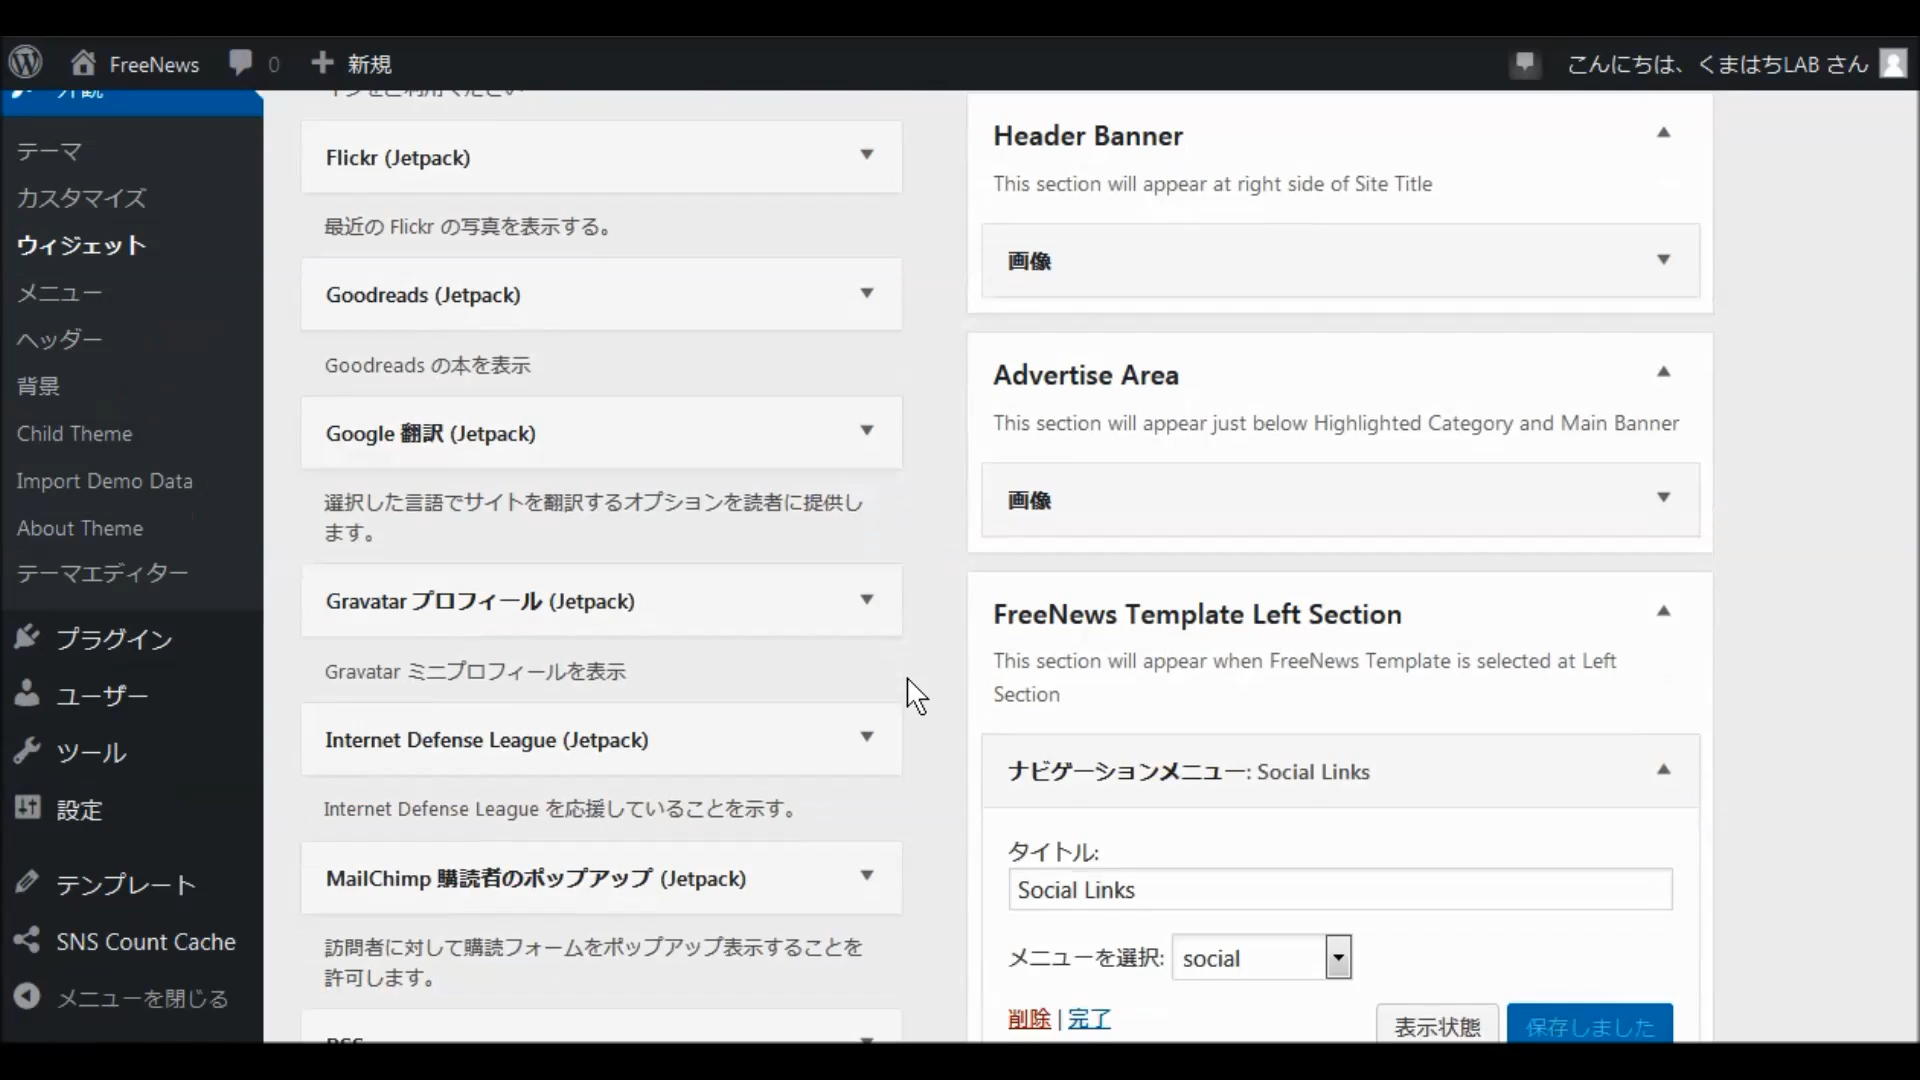 FreeNews
0
新規
こんにちは、くまはちLAB さん
外観
テーマ
カスタマイズ
ウィジェット
メニュー
ヘッダー
背景
Child Theme
Import Demo Data
About Theme
テーマエディター
プラグイン
ユーザー
ツール
設定
テンプレート
SNS Count Cache
メニューを閉じる
インをご利用ください
Flickr (Jetpack)
最近の Flickr の写真を表示する。
Goodreads (Jetpack)
Goodreads の本を表示
Google 翻訳 (Jetpack)
選択した言語でサイトを翻訳するオプションを読者に提供し
ます。
Gravatar プロフィール (Jetpack)
Gravatar ミニプロフィールを表示
Internet Defense League (Jetpack)
Internet Defense League を応援していることを示す。
MailChimp 購読者のポップアップ (Jetpack)
訪問者に対して購読フォームをポップアップ表示することを
許可します。
RSS
Header Banner
This section will appear at right side of Site Title
画像
Advertise Area
This section will appear just below Highlighted Category and Main Banner
画像
FreeNews Template Left Section
This section will appear when FreeNews Template is selected at Left
Section
ナビゲーションメニュー: Social Links
タイトル:
Social Links
メニューを選択: social
削除 | 完了
表示状態
保存しました